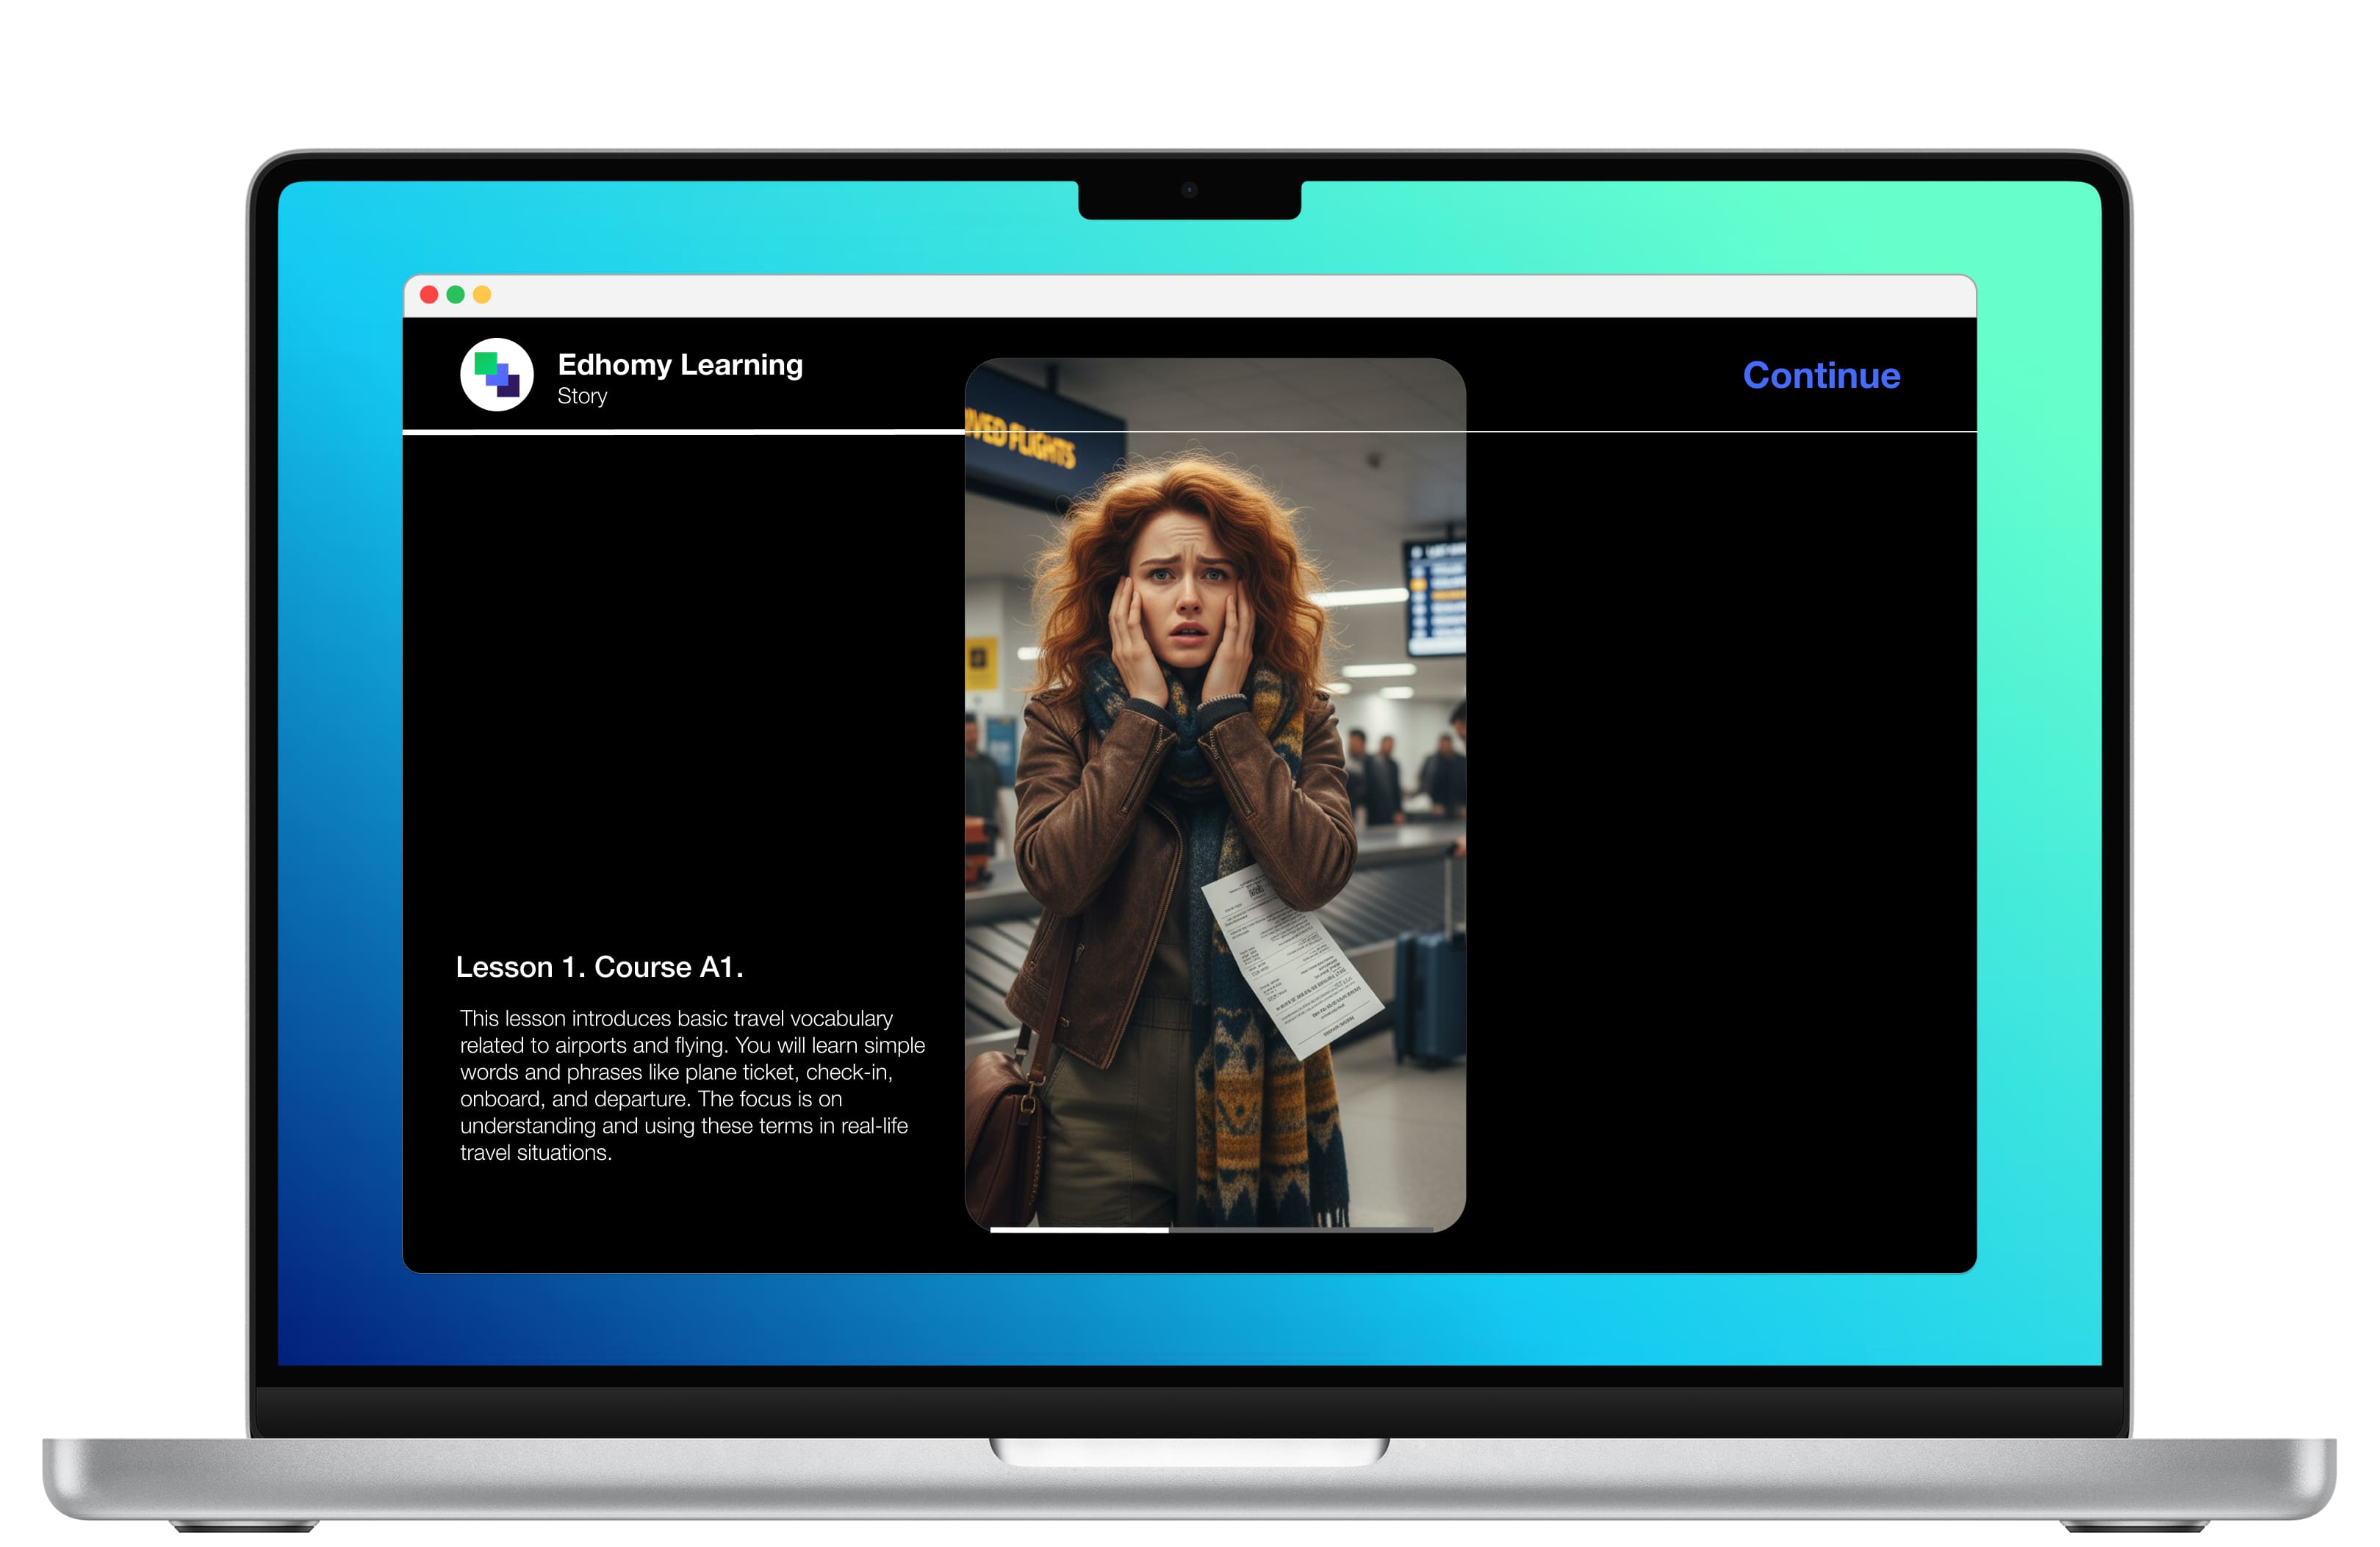 Edhomy Learning
Story
Continue
FLIGHTS
Lesson 1. Course A1.
This lesson introduces basic travel vocabulary
related to airports and flying. You will learn simple
words and phrases like plane ticket, check-in,
onboard, and departure. The focus is on
understanding and using these terms in real-life
travel situations.